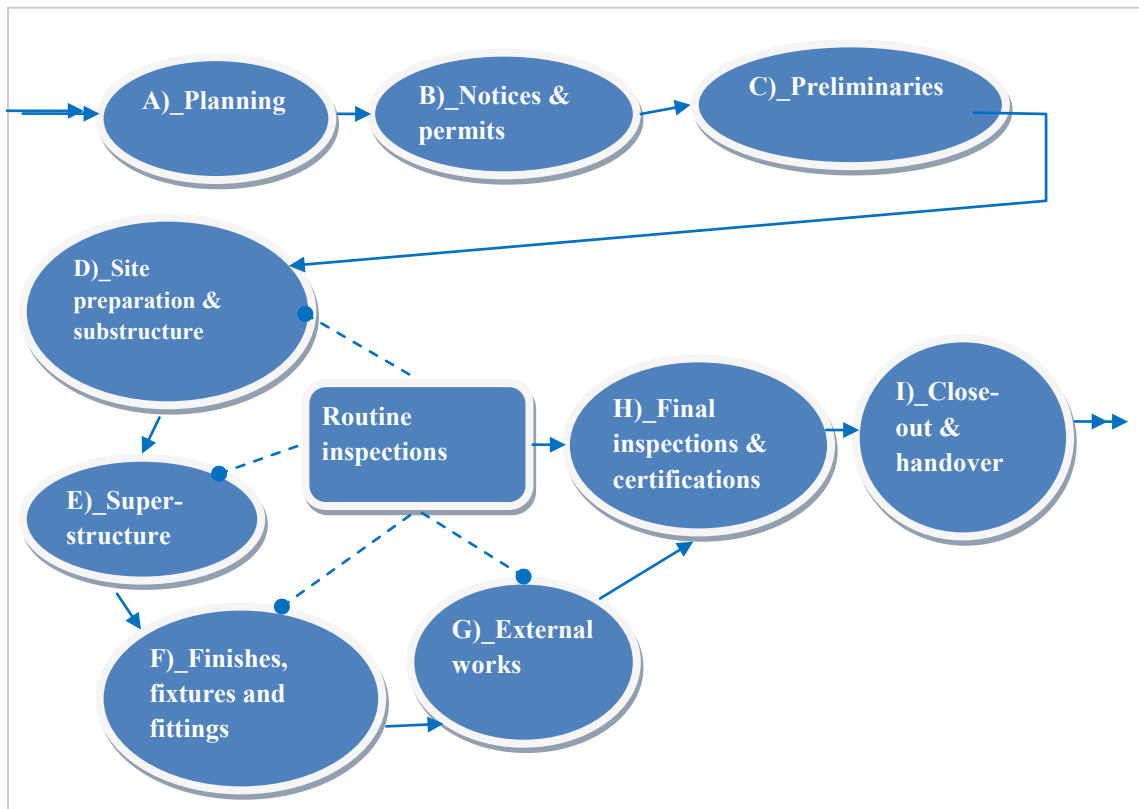 A)_Planning
B)_Notices &
permits
C)_Preliminaries
D)_Site
preparation &
substructure
Routine
inspections
E)_Super-
structure
F)_Finishes,
fixtures and
fittings
G)_External
works
H)_Final
inspections &
certifications
I)_Close-
out &
handover